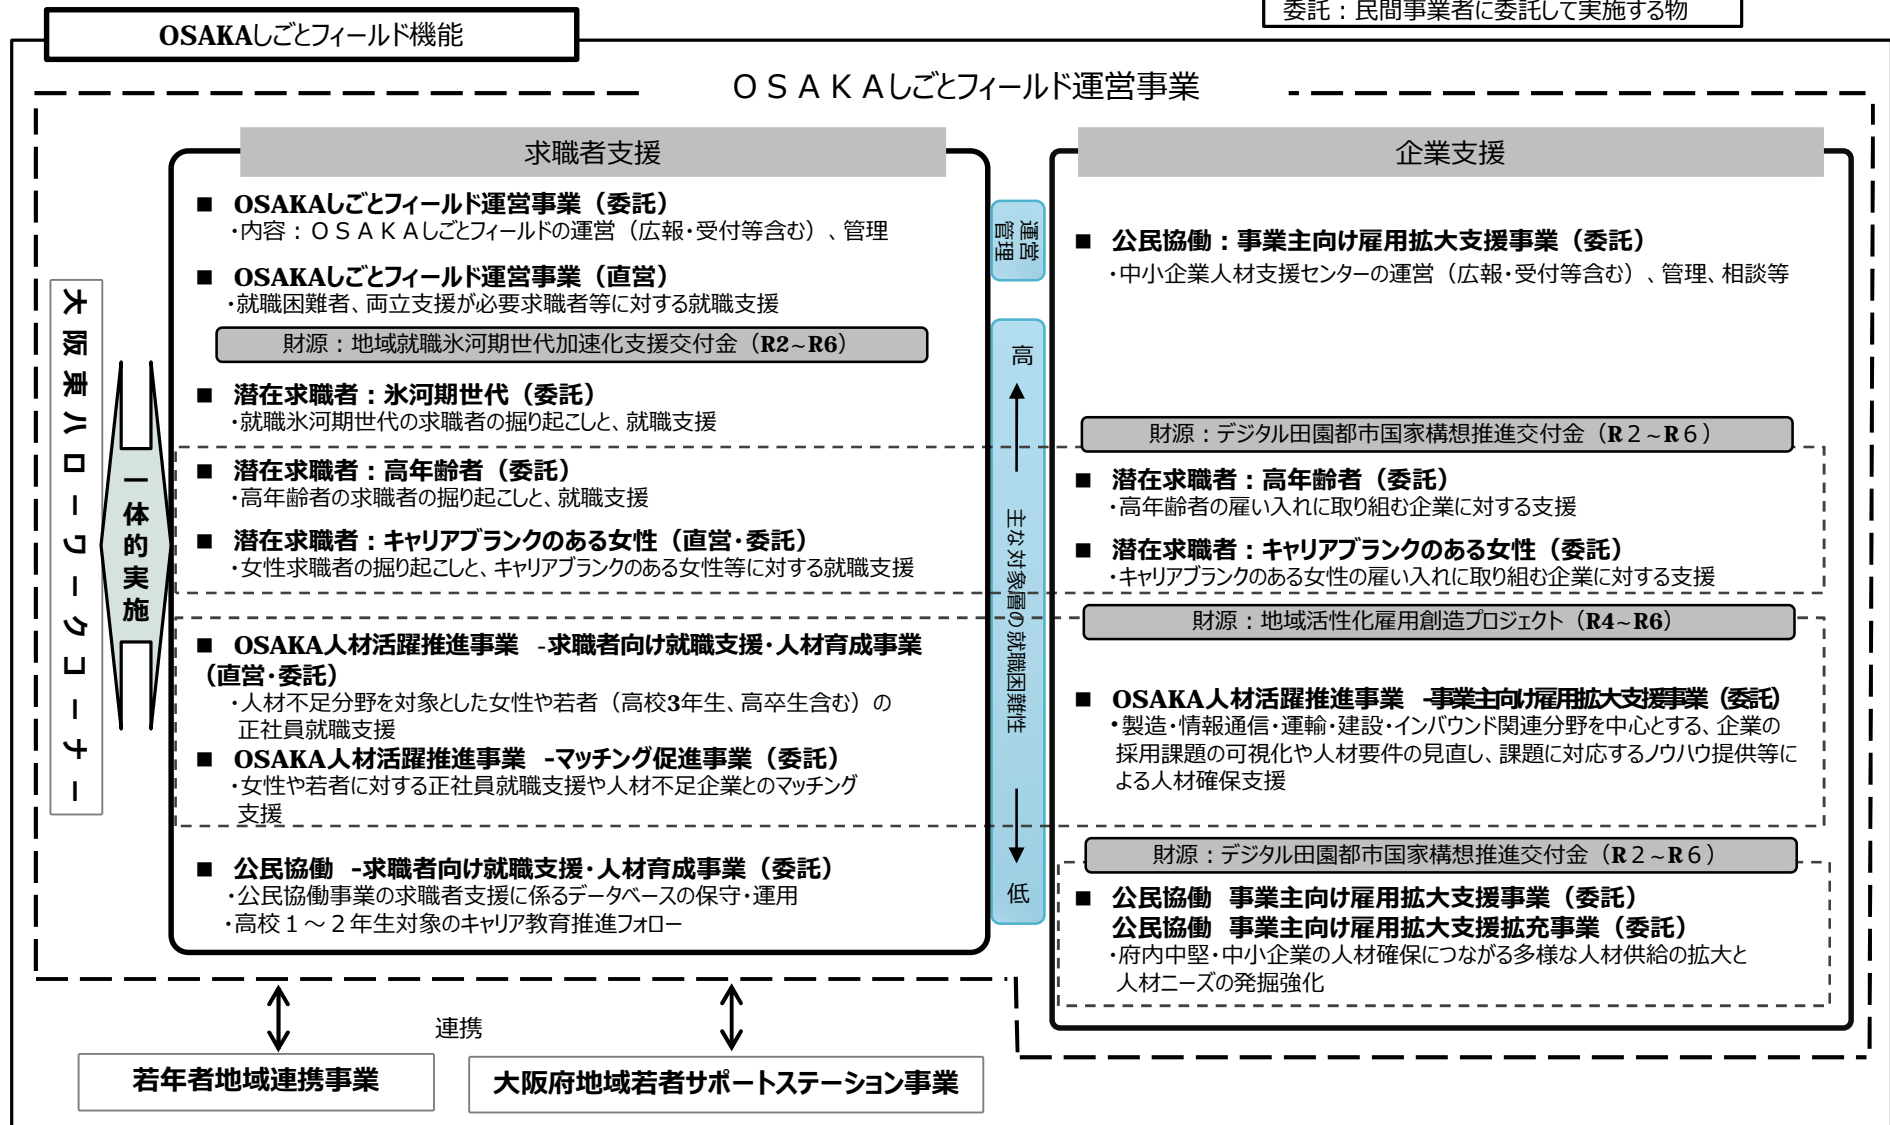 委託：民間事業者に委託して実施する物
OSAKAしごとフィールド機能
ＯＳＡＫＡしごとフィールド運営事業
求職者支援
■ OSAKAしごとフィールド運営事業（委託）
・内容：ＯＳＡＫＡしごとフィールドの運営（広報・受付等含む）、管理
■ OSAKAしごとフィールド運営事業（直営）
・就職困難者、両立支援が必要求職者等に対する就職支援
財源：地域就職氷河期世代加速化支援交付金（R2~R6）
■ 潜在求職者：氷河期世代（委託）
・就職氷河期世代の求職者の掘り起こしと、就職支援
■ 潜在求職者：高年齢者（委託）
・高年齢者の求職者の掘り起こしと、就職支援
■ 潜在求職者：キャリアブランクのある女性（直営・委託）
・女性求職者の掘り起こしと、キャリアブランクのある女性等に対する就職支援
■ OSAKA人材活躍推進事業 -求職者向け就職支援・人材育成事業
（直営・委託）
・人材不足分野を対象とした女性や若者（高校3年生、高卒生含む）の
正社員就職支援
■ OSAKA人材活躍推進事業 -マッチング促進事業（委託）
・女性や若者に対する正社員就職支援や人材不足企業とのマッチング
支援
■ 公民協働 -求職者向け就職支援・人材育成事業（委託）
・公民協働事業の求職者支援に係るデータベースの保守・運用
・高校１～２年生対象のキャリア教育推進フォロー
運営
管理
高
主な対象層の就職困難性
低
企業支援
■ 公民協働：事業主向け雇用拡大支援事業（委託）
・中小企業人材支援センターの運営（広報・受付等含む）、管理、相談等
財源：デジタル田園都市国家構想推進交付金（R２~R６）
■ 潜在求職者：高年齢者（委託）
・高年齢者の雇い入れに取り組む企業に対する支援
■ 潜在求職者：キャリアブランクのある女性（委託）
・キャリアブランクのある女性の雇い入れに取り組む企業に対する支援
財源：地域活性化雇用創造プロジェクト（R4~R6）
■ OSAKA人材活躍推進事業 -事業主向け雇用拡大支援事業（委託）
・製造・情報通信・運輸・建設・インバウンド関連分野を中心とする、企業の
採用課題の可視化や人材要件の見直し、課題に対応するノウハウ提供等に
よる人材確保支援
財源：デジタル田園都市国家構想推進交付金（R２~R６）
■ 公民協働 事業主向け雇用拡大支援事業（委託）
公民協働 事業主向け雇用拡大支援拡充事業（委託）
・府内中堅・中小企業の人材確保につながる多様な人材供給の拡大と
人材ニーズの発掘強化
大阪東ハローワークコーナー
一体的実施
連携
若年者地域連携事業
大阪府地域若者サポートステーション事業